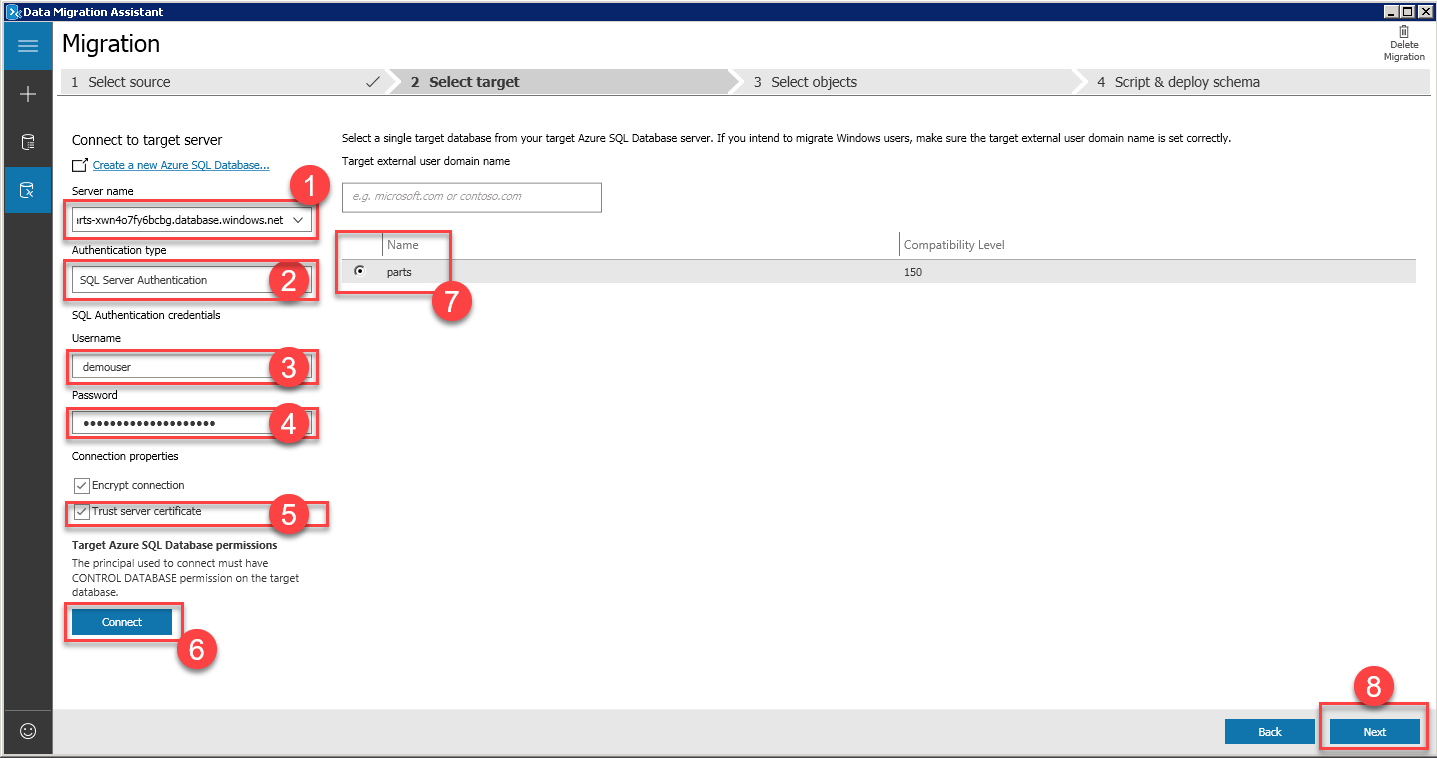 Data Migration Assistant
Migration
Delete
Migration
1 Select source
2 Select target
3 Select objects
4 Script & deploy schema
Connect to target server
Create a new Azure SQL Database...
Server name
1
rts-xwn4o7fy6bcbg.database.windows.net
Authentication type
SQL Server Authentication
2
SQL Authentication credentials
Username
demouser
3
Password
••••••••••••••••••••
4
Connection properties
Encrypt connection
Trust server certificate
5
Target Azure SQL Database permissions
The principal used to connect must have
CONTROL DATABASE permission on the target
database.
Connect
6
Select a single target database from your target Azure SQL Database server. If you intend to migrate Windows users, make sure the target external user domain name is set correctly.
Target external user domain name
e.g. microsoft.com or contoso.com
Name
Compatibility Level
parts
150
7
8
Back
Next